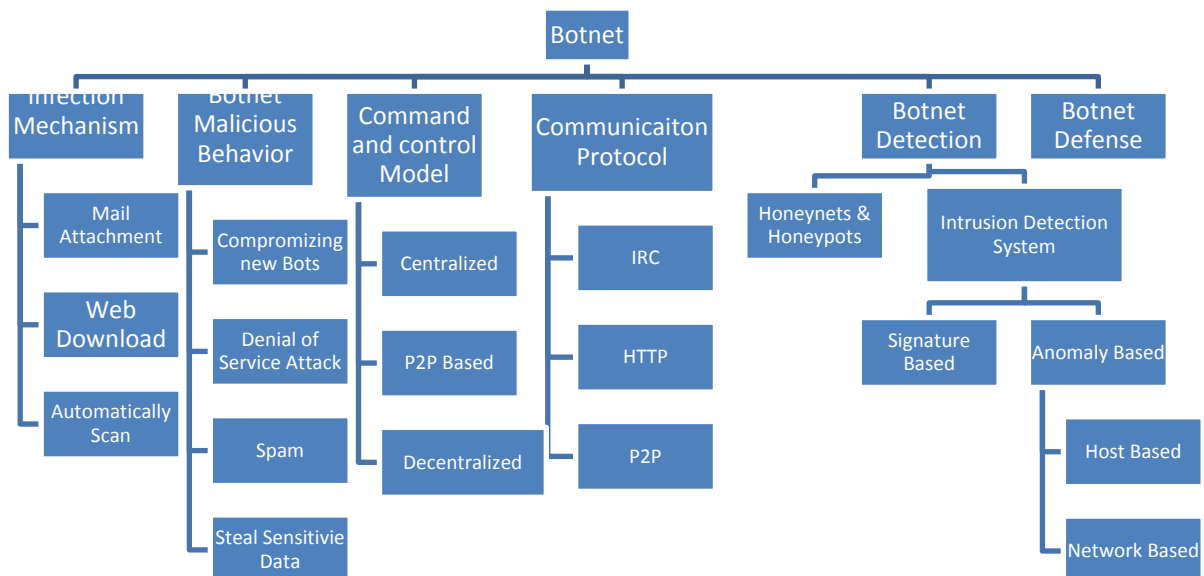 Botnet
Infection
Mechanism
Mail
Attachment
Web
Download
Automatically
Scan
Botnet
Malicious
Behavior
Compromizing
new Bots
Denial of
Service Attack
Spam
Steal Sensitivie
Data
Command
and control
Model
Centralized
P2P Based
Decentralized
Communicaiton
Protocol
IRC
HTTP
P2P
Botnet
Detection
Honeynets &
Honeypots
Intrusion Detection
System
Signature
Based
Anomaly Based
Host Based
Network Based
Botnet
Defense